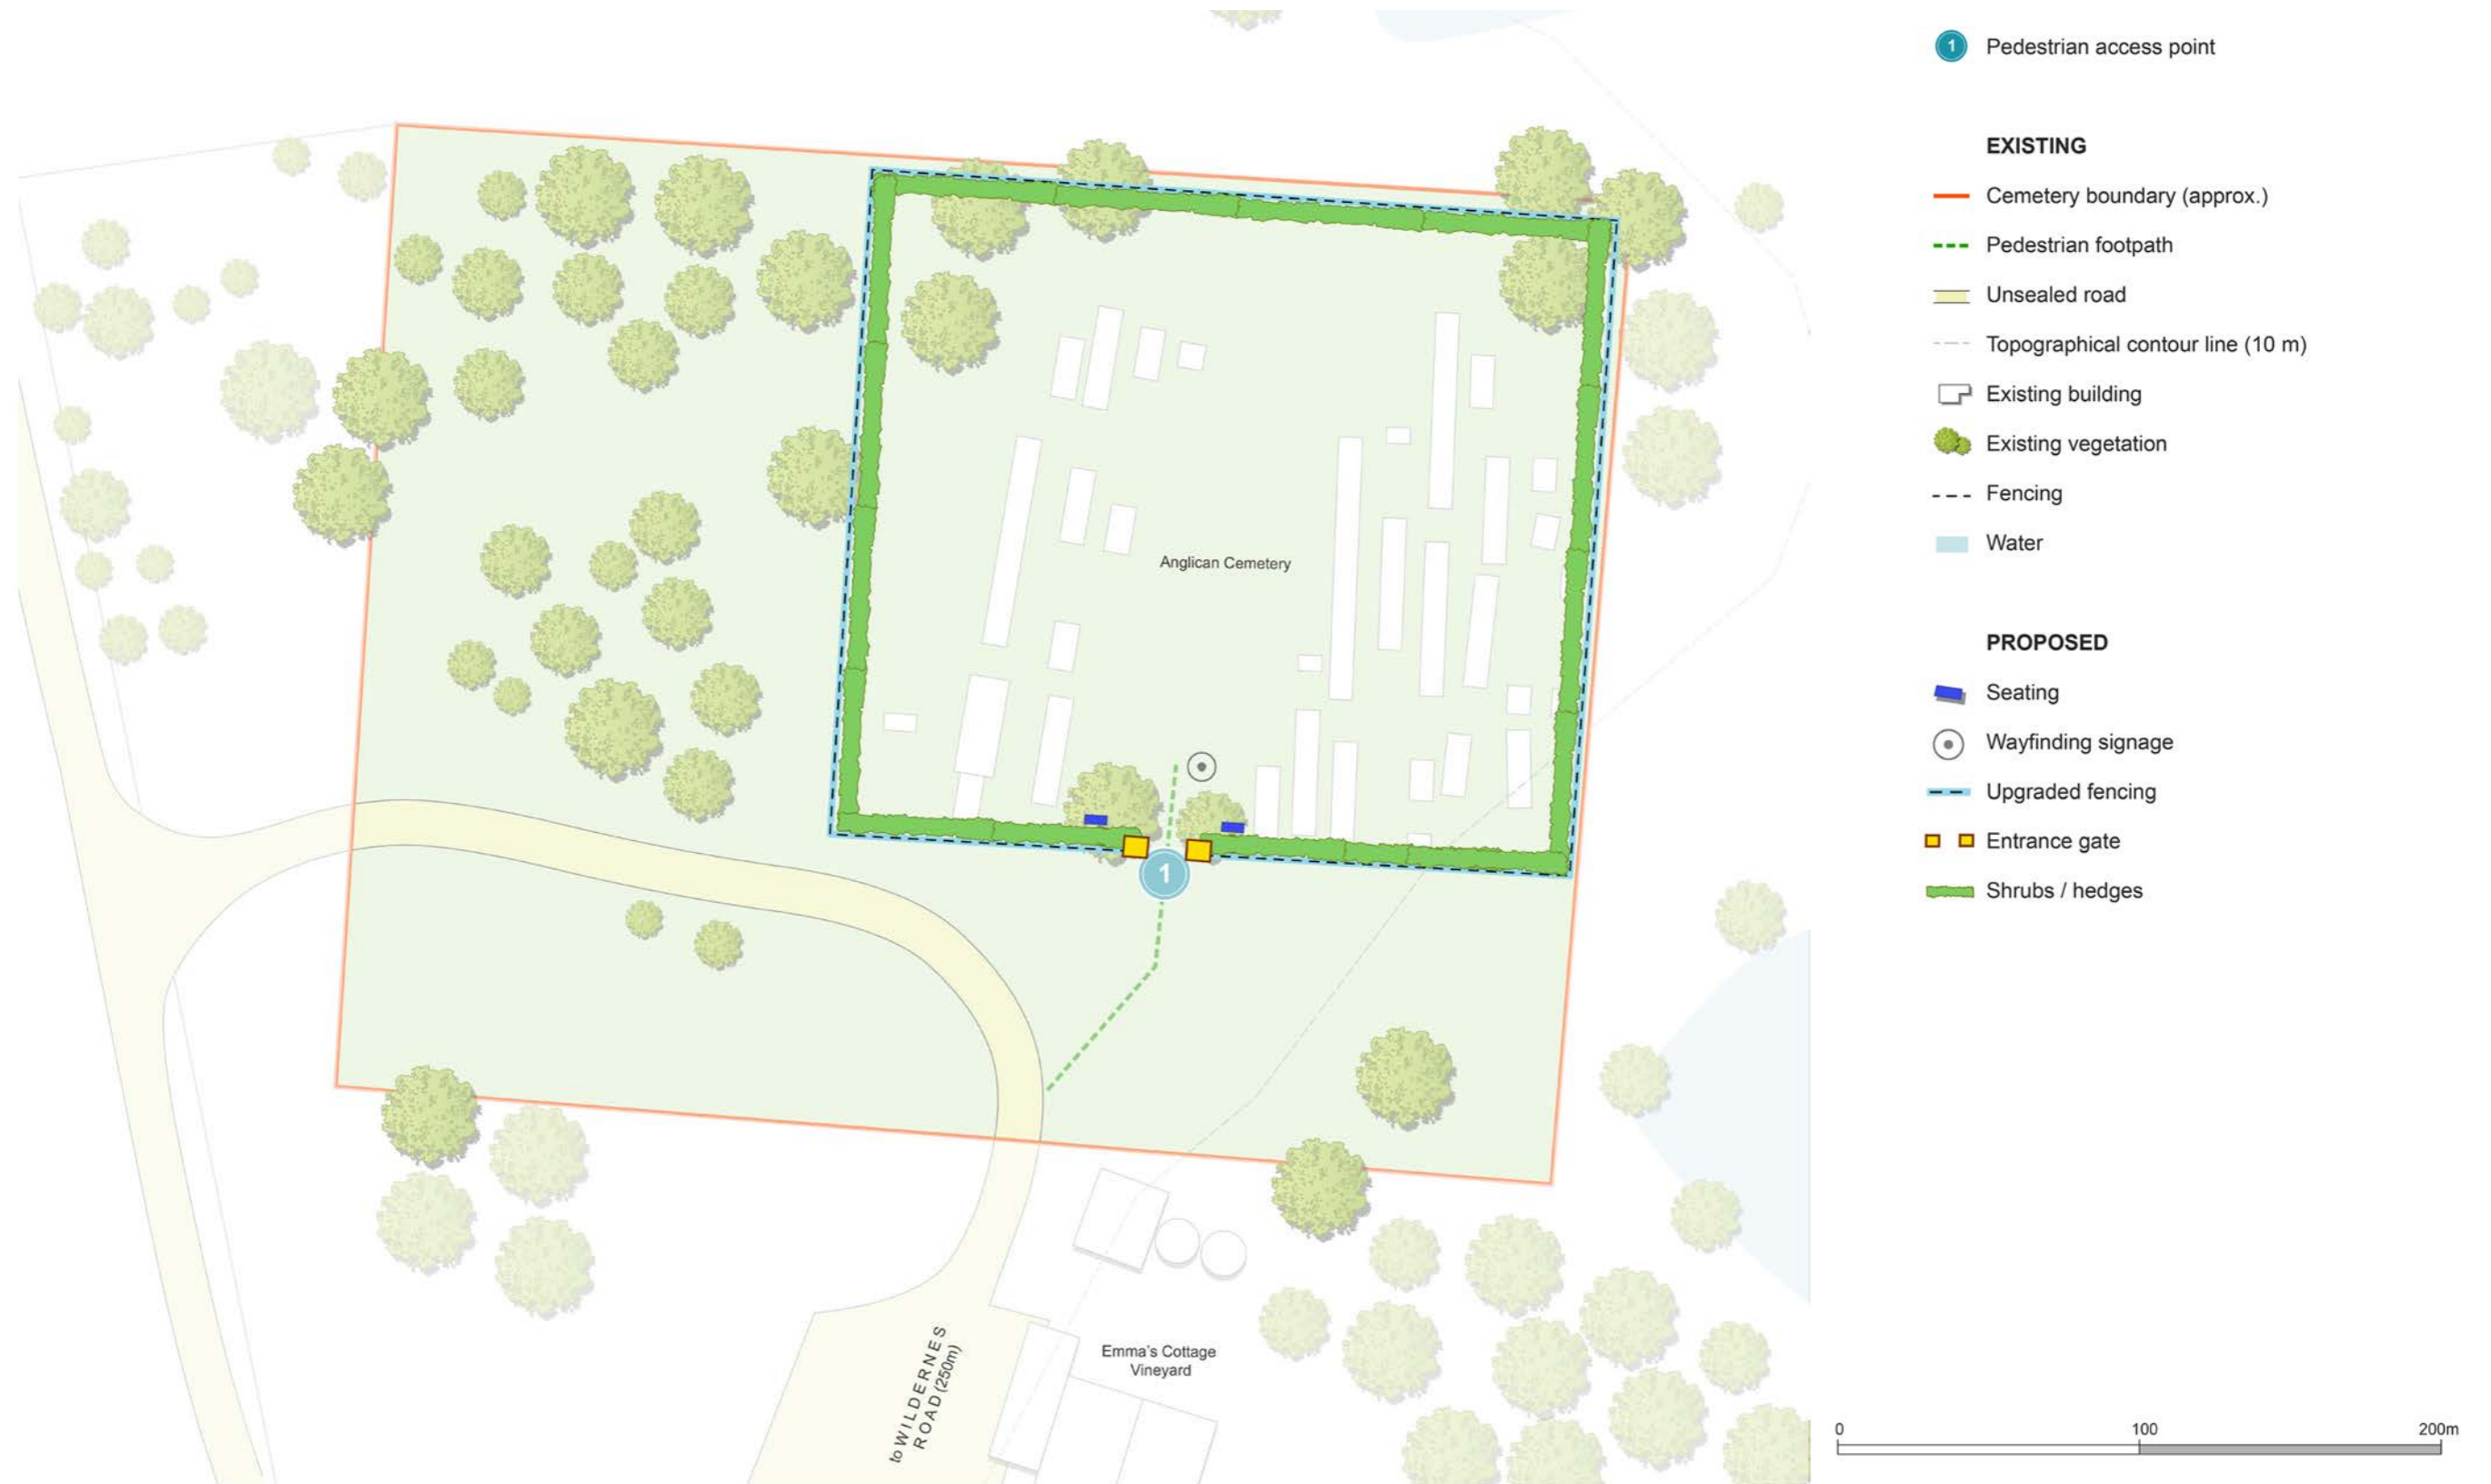 1 Pedestrian access point
EXISTING
Cemetery boundary (approx.)
Pedestrian footpath
Unsealed road
Topographical contour line (10 m)
Existing building
Existing vegetation
Fencing
Water
PROPOSED
Seating
Wayfinding signage
Upgraded fencing
Entrance gate
Shrubs / hedges
Anglican Cemetery
1
Emma's Cottage
Vineyard
to WILDERNES
ROAD (250m)
0 100 200m